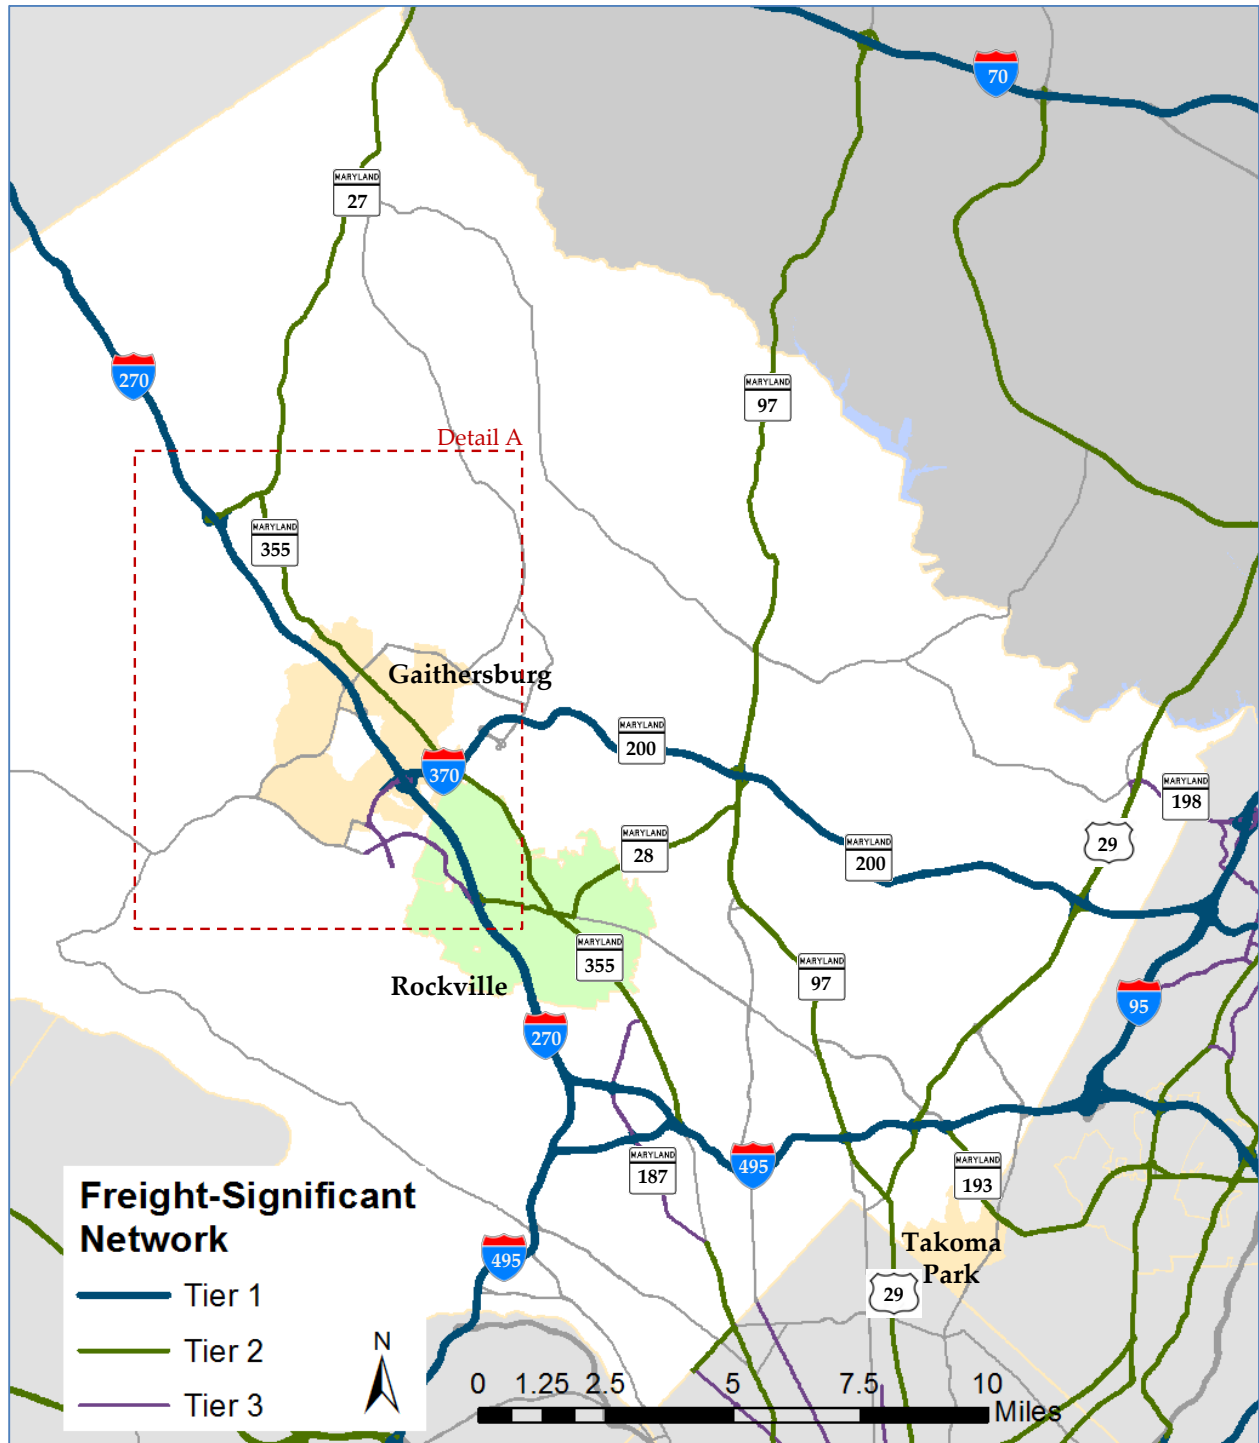 70
MARYLAND
27
270
MARYLAND
97
Detail A
MARYLAND
355
Gaithersburg
MARYLAND
200
370
MARYLAND
198
29
MARYLAND
28
MARYLAND
200
MARYLAND
355
MARYLAND
97
Rockville
95
270
MARYLAND
187
495
MARYLAND
193
Freight-Significant
Network
495
Takoma
Park
29
Tier 1
Tier 2
Tier 3
N
0 1.25 2.5 5 7.5 10
Miles